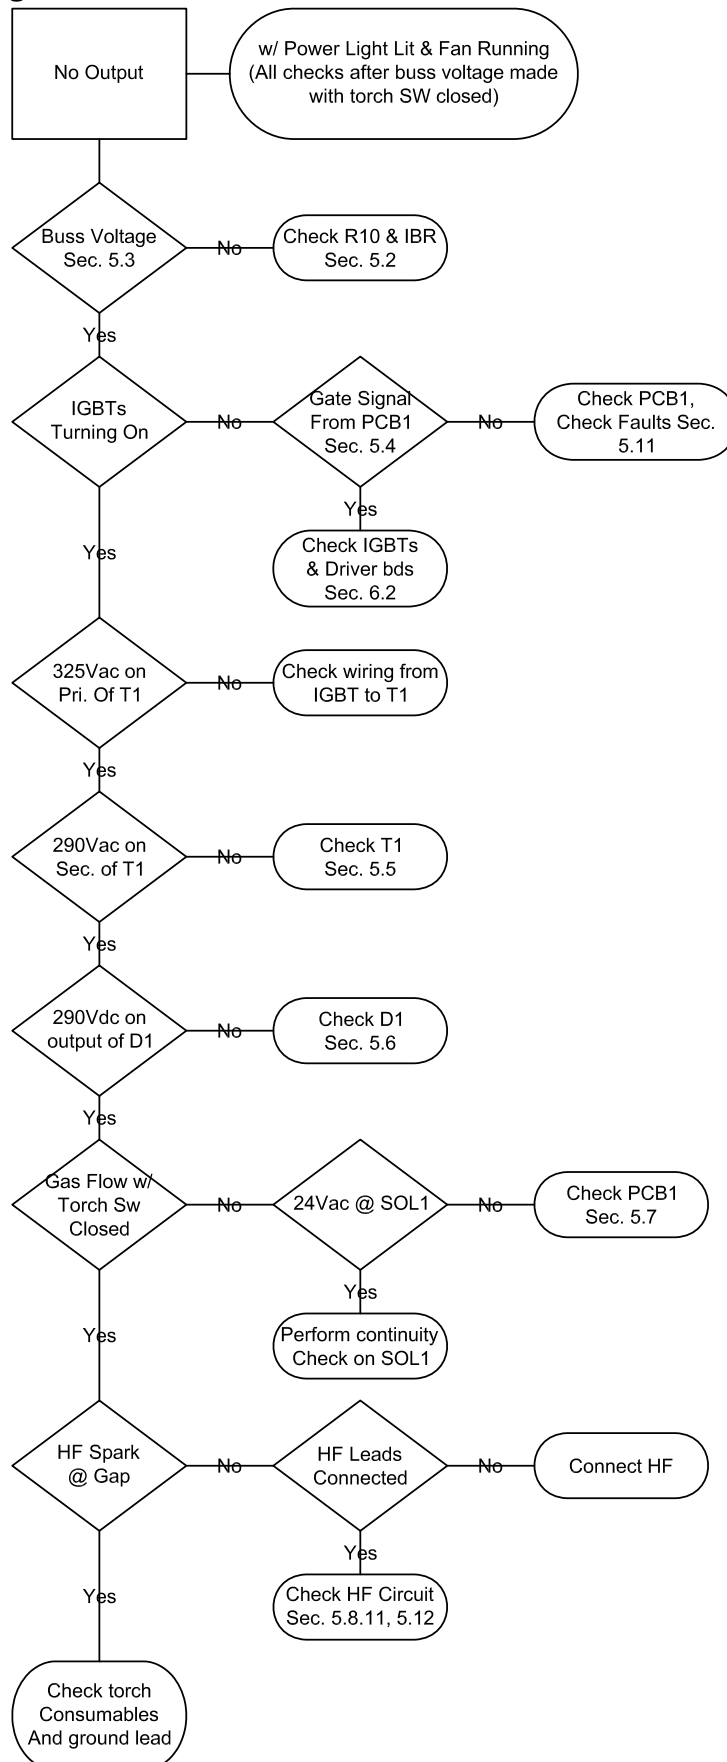 No Output
w/ Power Light Lit & Fan Running
(All checks after buss voltage made
with torch SW closed)
Buss Voltage
Sec. 5.3
No
Check R10 & IBR
Sec. 5.2
Yes
IGBTs
Turning On
No
Gate Signal
From PCB1
Sec. 5.4
No
Check PCB1,
Check Faults Sec.
5.11
Yes
Check IGBTs
& Driver bds
Sec. 6.2
Yes
325Vac on
Pri. Of T1
No
Check wiring from
IGBT to T1
Yes
290Vac on
Sec. of T1
No
Check T1
Sec. 5.5
Yes
290Vdc on
output of D1
No
Check D1
Sec. 5.6
Yes
Gas Flow w/
Torch Sw
Closed
No
24Vac @ SOL1
No
Check PCB1
Sec. 5.7
Yes
Perform continuity
Check on SOL1
Yes
HF Spark
@ Gap
No
HF Leads
Connected
No
Connect HF
Yes
Check HF Circuit
Sec. 5.8.11, 5.12
Yes
Check torch
Consumables
And ground lead